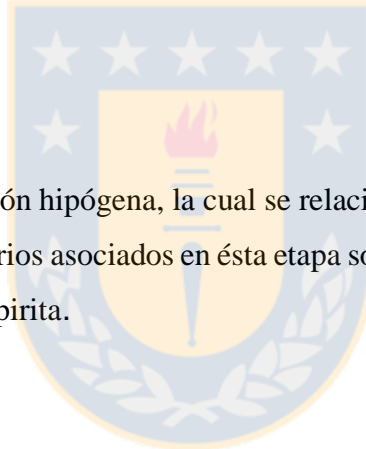 ón hipógena, la cual se relaci
rios asociados en ésta etapa so
pirita.